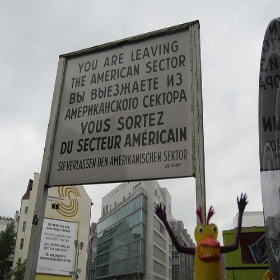 YOU ARE LEAVING
THE AMERICAN SECTOR
ВЫ ВЫЕЗЖАЕТЕ ИЗ
АМЕРИКАНСКОГО СЕКТОРА
VOUS SORTEZ
DU SECTEUR AMÉRICAIN
SIE VERLASSEN DEN AMERIKANISCHEN SEKTOR